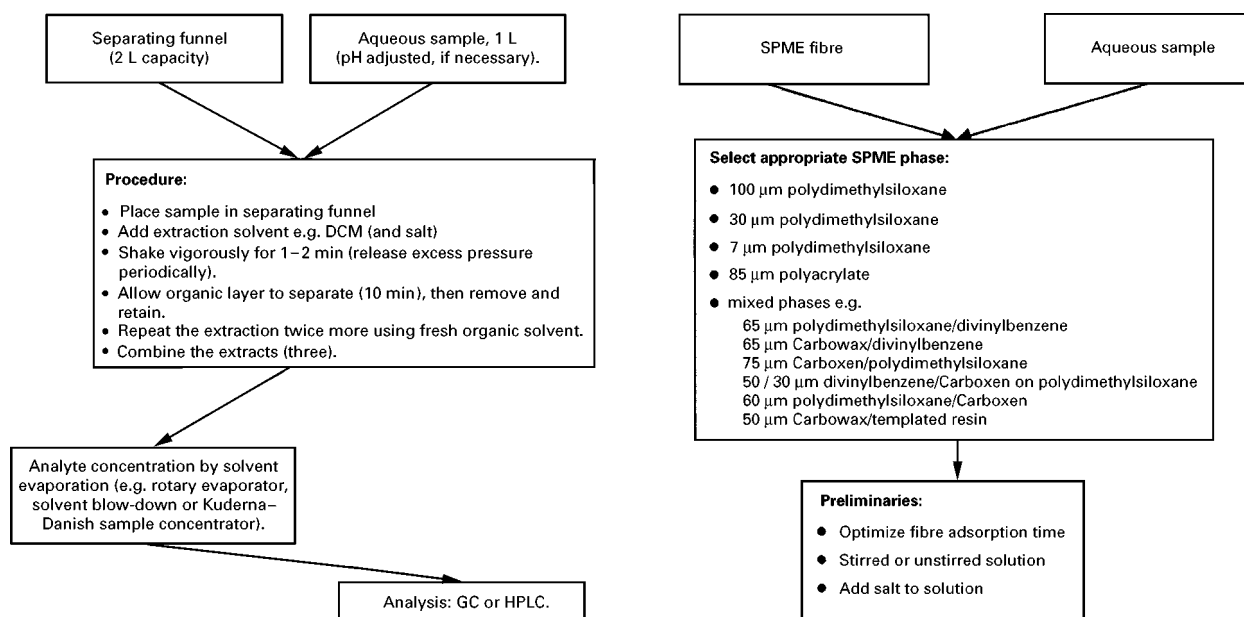 Separating funnel
(2 L capacity)
Aqueous sample, 1 L
(pH adjusted, if necessary).
Procedure:
• Place sample in separating funnel
• Add extraction solvent e.g. DCM (and salt)
• Shake vigorously for 1–2 min (release excess pressure
periodically).
• Allow organic layer to separate (10 min), then remove and
retain.
• Repeat the extraction twice more using fresh organic solvent.
• Combine the extracts (three).
Analyte concentration by solvent
evaporation (e.g. rotary evaporator,
solvent blow-down or Kuderna–
Danish sample concentrator).
Analysis: GC or HPLC.
SPME fibre
Aqueous sample
Select appropriate SPME phase:
• 100 μm polydimethylsiloxane
• 30 μm polydimethylsiloxane
• 7 μm polydimethylsiloxane
• 85 μm polyacrylate
• mixed phases e.g.
65 μm polydimethylsiloxane/divinylbenzene
65 μm Carbowax/divinylbenzene
75 μm Carboxen/polydimethylsiloxane
50 / 30 μm divinylbenzene/Carboxen on polydimethylsiloxane
60 μm polydimethylsiloxane/Carboxen
50 μm Carbowax/templated resin
Preliminaries:
• Optimize fibre adsorption time
• Stirred or unstirred solution
• Add salt to solution